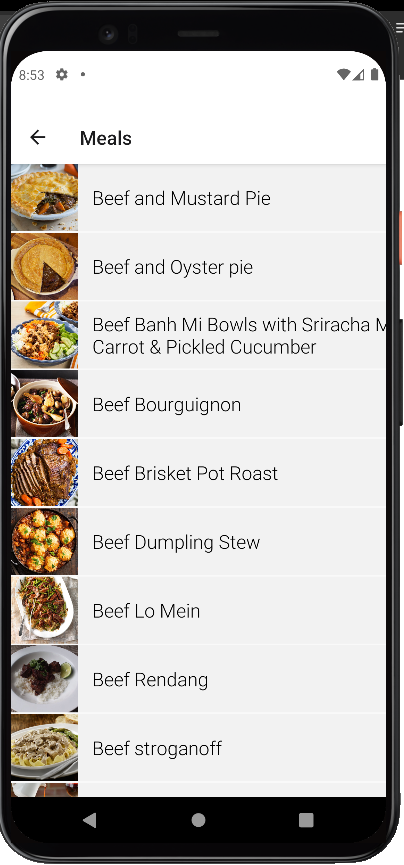 8:53
Meals
Beef and Mustard Pie
Beef and Oyster pie
Beef Banh Mi Bowls with Sriracha M
Carrot & Pickled Cucumber
Beef Bourguignon
Beef Brisket Pot Roast
Beef Dumpling Stew
Beef Lo Mein
Beef Rendang
Beef stroganoff